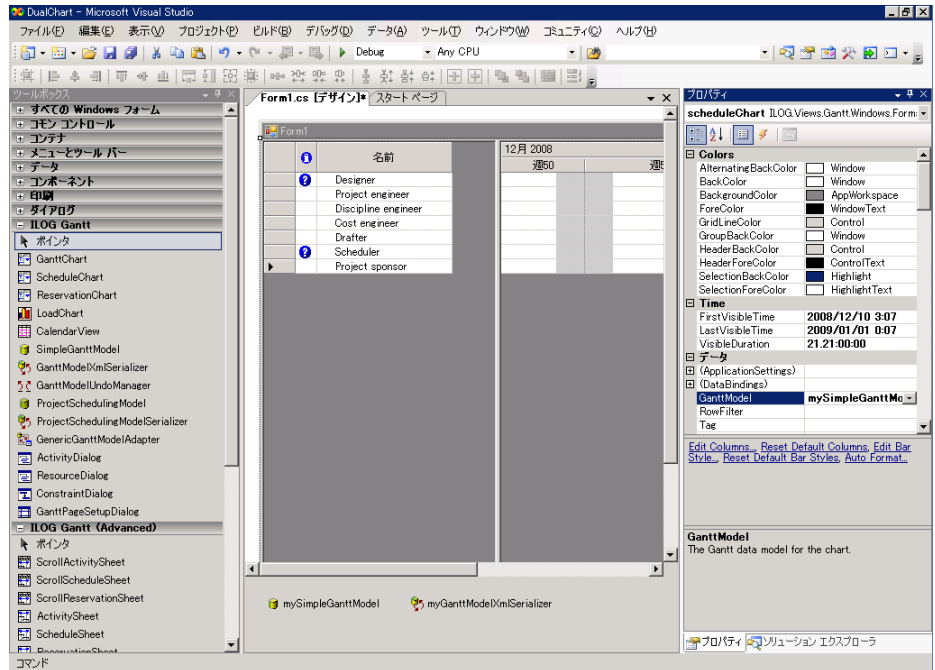 DualChart - Microsoft Visual Studio
ファイル(F) 編集(E) 表示(V) プロジェクト(P) ビルド(B) デバッグ(D) データ(A) ツール(T) ウィンドウ(W) コミュニティ(C) ヘルプ(H)
Debug Any CPU
ツールボックス
すべての Windows フォーム
コモン コントロール
コンテナ
メニューとツール バー
データ
コンポーネント
印刷
ダイアログ
ILOG Gantt
ポインタ
GanttChart
ScheduleChart
ReservationChart
LoadChart
CalendarView
SimpleGanttModel
GanttModelXmlSerializer
GanttModelUndoManager
ProjectSchedulingModel
ProjectSchedulingModelSerializer
GenericGanttModelAdapter
ActivityDialog
ResourceDialog
ConstraintDialog
GanttPageSetupDialog
ILOG Gantt (Advanced)
ポインタ
ScrollActivitySheet
ScrollScheduleSheet
ScrollReservationSheet
ActivitySheet
ScheduleSheet
ReservationSheet
コマンド
Form1.cs [デザイン]* スタート ページ
Form1
名前
12月 2008
週50
Designer
Project engineer
Discipline engineer
Cost engineer
Drafter
Scheduler
Project sponsor
mySimpleGanttModel myGanttModelXmlSerializer
プロパティ
scheduleChart ILOG.Views.Gantt.Windows.Form
Colors
AlternatingBackColor Window
BackColor Window
BackgroundColor AppWorkspace
ForeColor WindowText
GridLineColor Control
GroupBackColor Window
HeaderBackColor Control
HeaderForeColor ControlText
SelectionBackColor Highlight
SelectionForeColor HighlightText
Time
FirstVisibleTime 2008/12/10 3:07
LastVisibleTime 2009/01/01 0:07
VisibleDuration 21.21:00:00
データ
(ApplicationSettings)
(DataBindings)
GanttModel mySimpleGanttMo
RowFilter
Tag
Edit Columns..., Reset Default Columns, Edit Bar
Style..., Reset Default Bar Styles, Auto Format...
GanttModel
The Gantt data model for the chart.
プロパティ ソリューション エクスプローラ